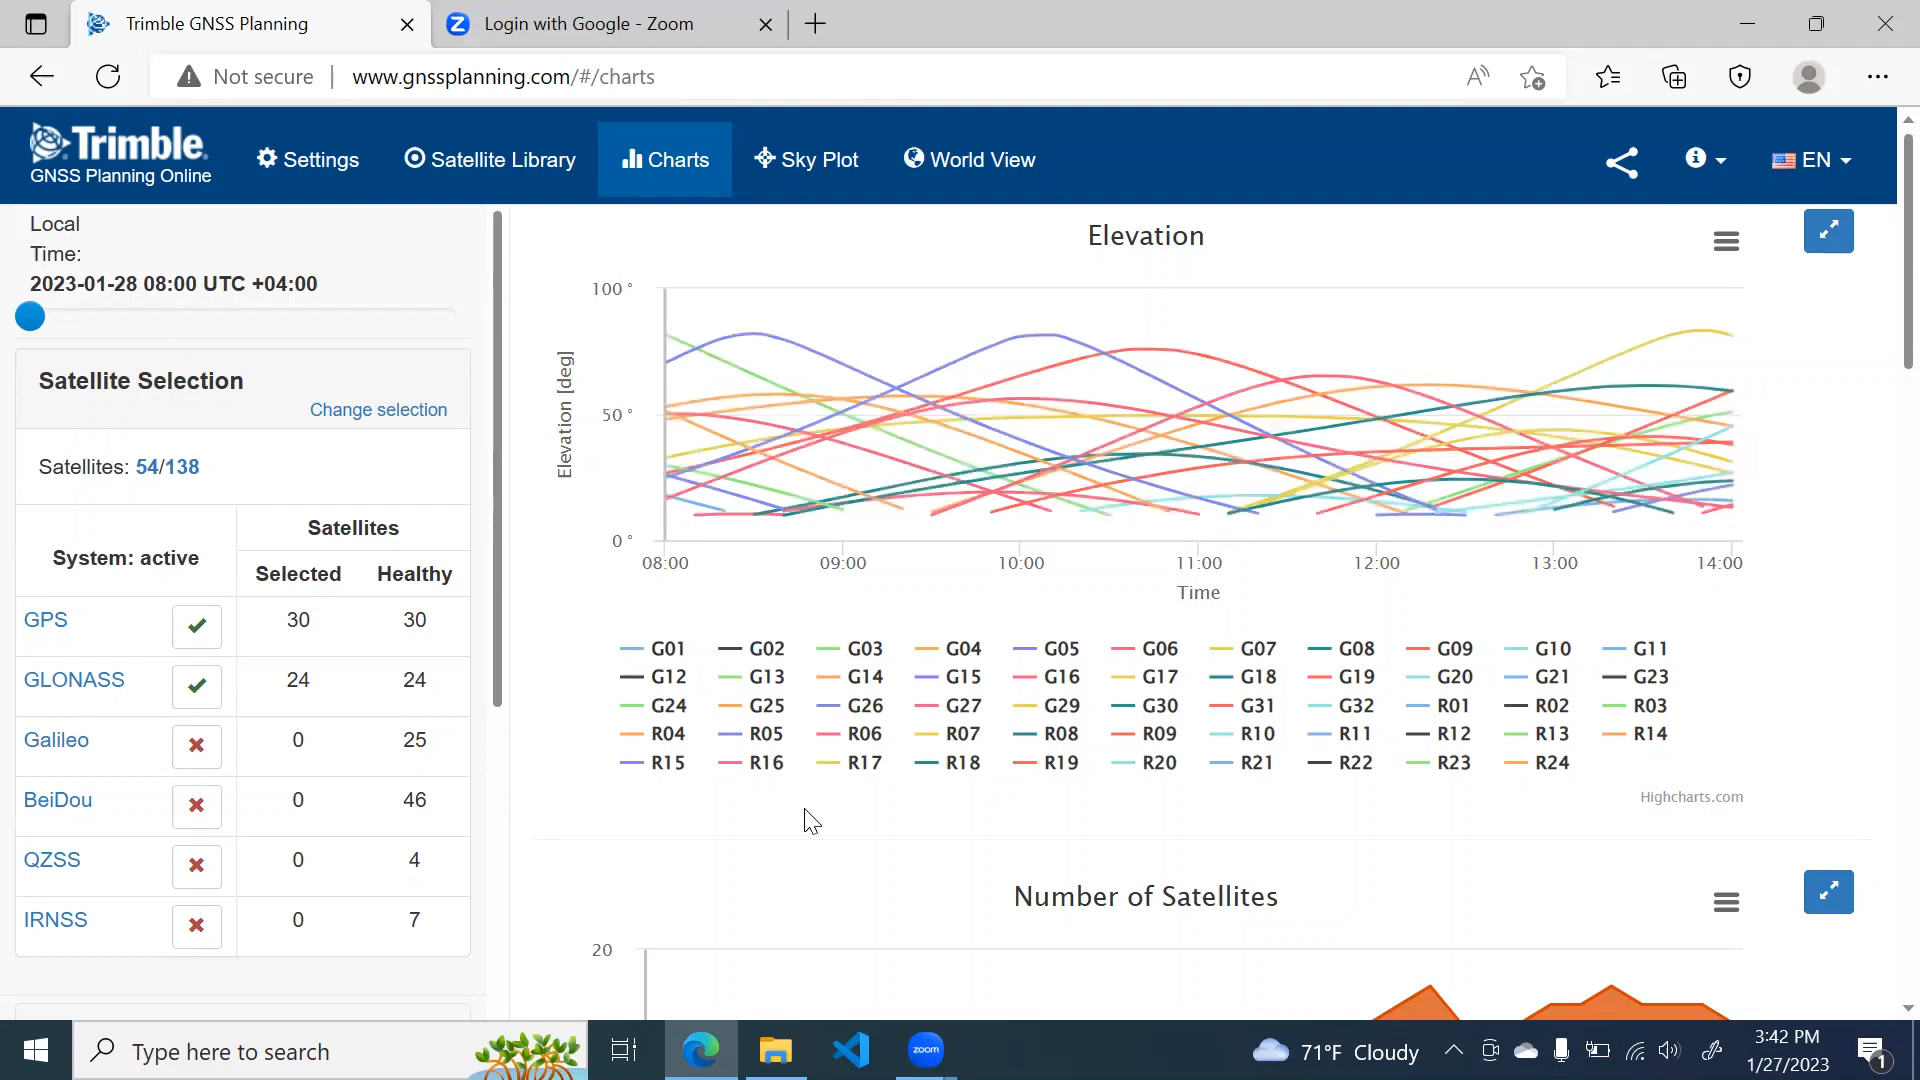 Trimble GNSS Planning
Login with Google - Zoom
Not secure
www.gnssplanning.com/#/charts
Trimble.
GNSS Planning Online
Settings
Satellite Library
Charts
Sky Plot
World View
EN
Local
Time:
2023-01-28 08:00 UTC +04:00
Satellite Selection
Change selection
Satellites: 54/138
System: active
Satellites
Selected Healthy
GPS 30 30
GLONASS 24 24
Galileo 0 25
BeiDou 0 46
QZSS 0 4
IRNSS 0 7
Elevation
Elevation [deg]
100 °
50 °
0 °
08:00 09:00 10:00 11:00 12:00 13:00 14:00
Time
G01 G02 G03 G04 G05 G06 G07 G08 G09 G10 G11
G12 G13 G14 G15 G16 G17 G18 G19 G20 G21 G23
G24 G25 G26 G27 G29 G30 G31 G32 R01 R02 R03
R04 R05 R06 R07 R08 R09 R10 R11 R12 R13 R14
R15 R16 R17 R18 R19 R20 R21 R22 R23 R24
Highcharts.com
Number of Satellites
20
Type here to search
zoom
71°F Cloudy
3:42 PM
1/27/2023
1